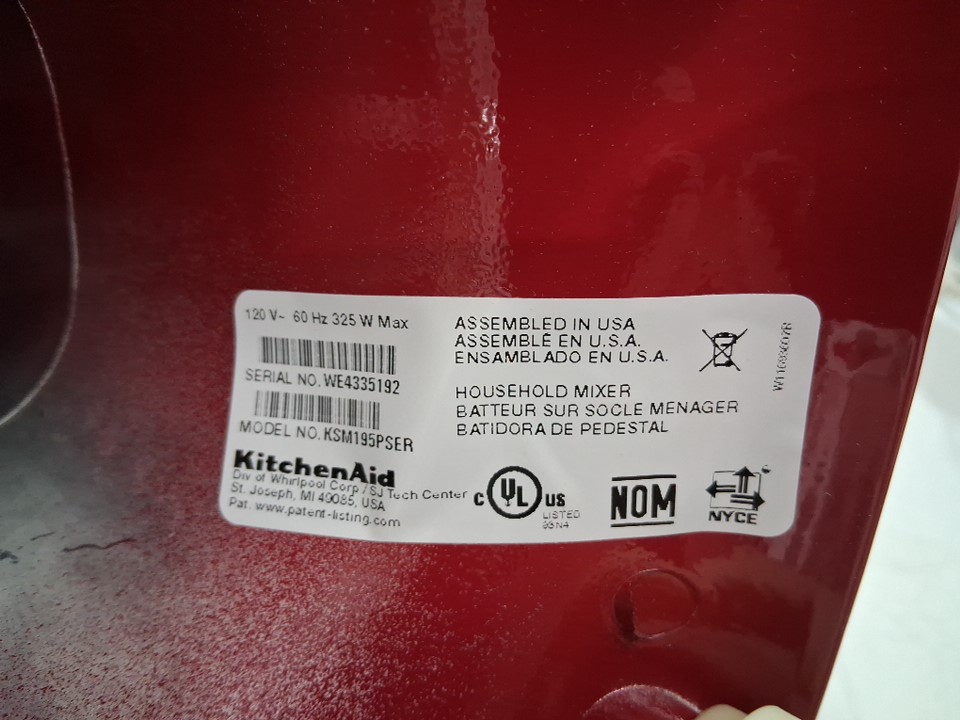 120 V~ 60 Hz 325 W Max
SERIAL NO. WE4335192
MODEL NO. KSM195PSER
KitchenAid
Div of Whirlpool Corp / SJ Tech Center
St. Joseph, MI 49085, USA
Pat. www.patent-listing.com
ASSEMBLED IN USA
ASSEMBLÉ EN U.S.A.
ENSAMBLADO EN U.S.A.
HOUSEHOLD MIXER
BATTEUR SUR SOCLE MENAGER
BATIDORA DE PEDESTAL
C UL US
LISTED
93N4
NOM
NYCE